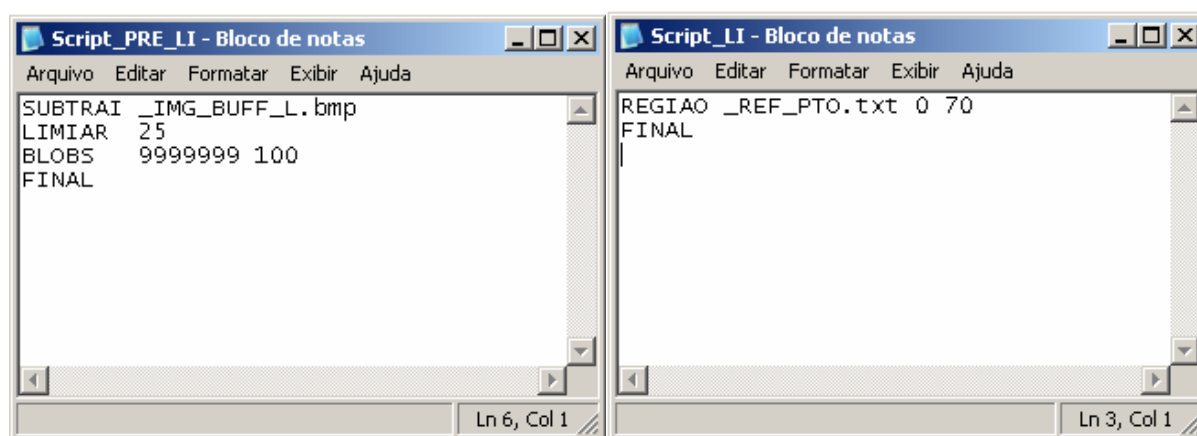 Script_PRE_LI - Bloco de notas
Arquivo Editar Formatar Exibir Ajuda
SUBTRAI _IMG_BUFF_L.bmp
LIMIAR 25
BLOBS 9999999 100
FINAL
Ln 6, Col 1
Script_LI - Bloco de notas
Arquivo Editar Formatar Exibir Ajuda
REGIAO _REF_PTO.txt 0 70
FINAL
Ln 3, Col 1